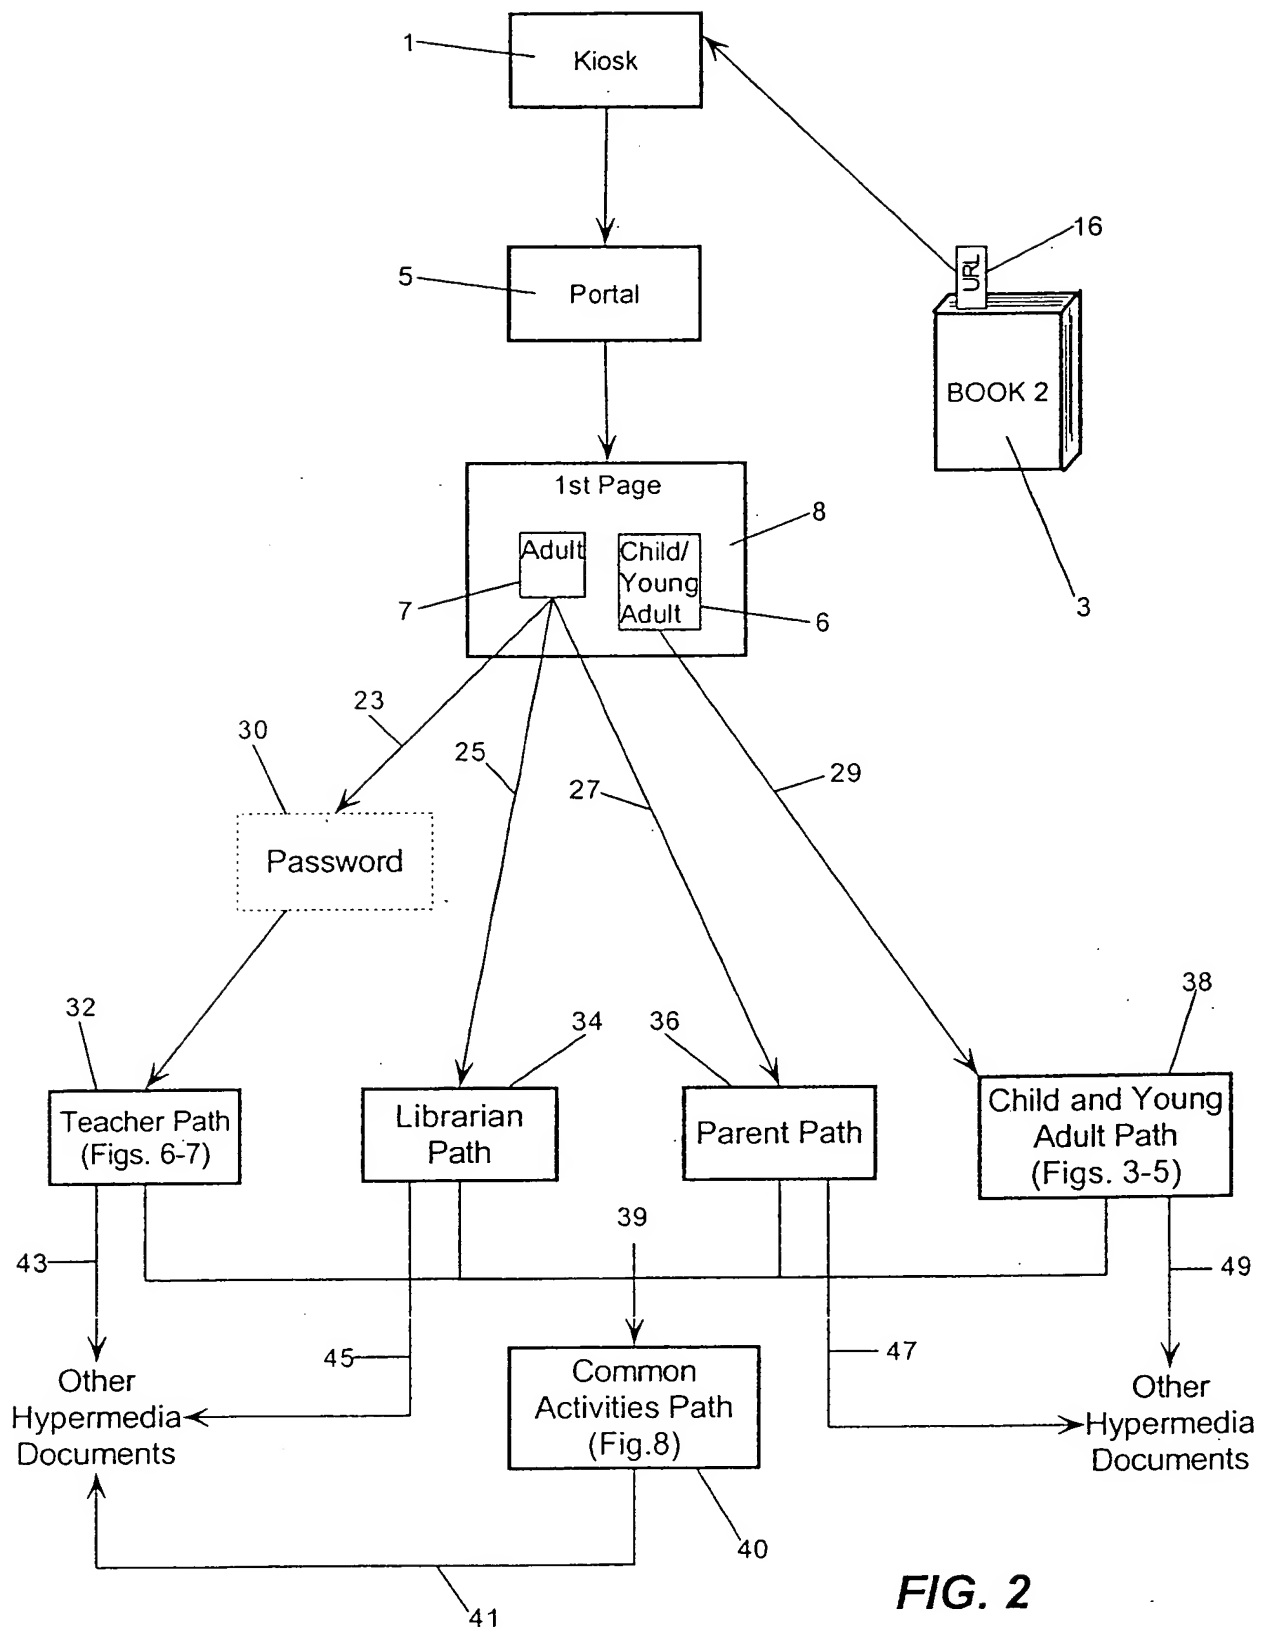 1
Kiosk
16
URL
5
Portal
BOOK 2
1st Page
8
Adult
Child/
Young
Adult
7
6
3
23
30
25
27
29
Password
32
34
36
38
Teacher Path
(Figs. 6-7)
Librarian
Path
Parent Path
Child and Young
Adult Path
(Figs. 3-5)
39
43
49
45
47
Other
Hypermedia
Documents
Common
Activities Path
(Fig.8)
Other
Hypermedia
Documents
40
41
FIG. 2